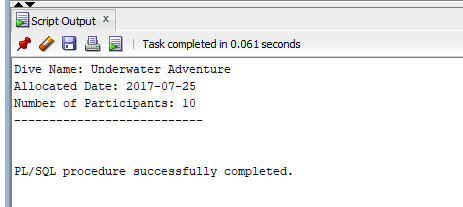 Script Output x
Task completed in 0.061 seconds
Dive Name: Underwater Adventure
Allocated Date: 2017-07-25
Number of Participants: 10
---------------------------
PL/SQL procedure successfully completed.